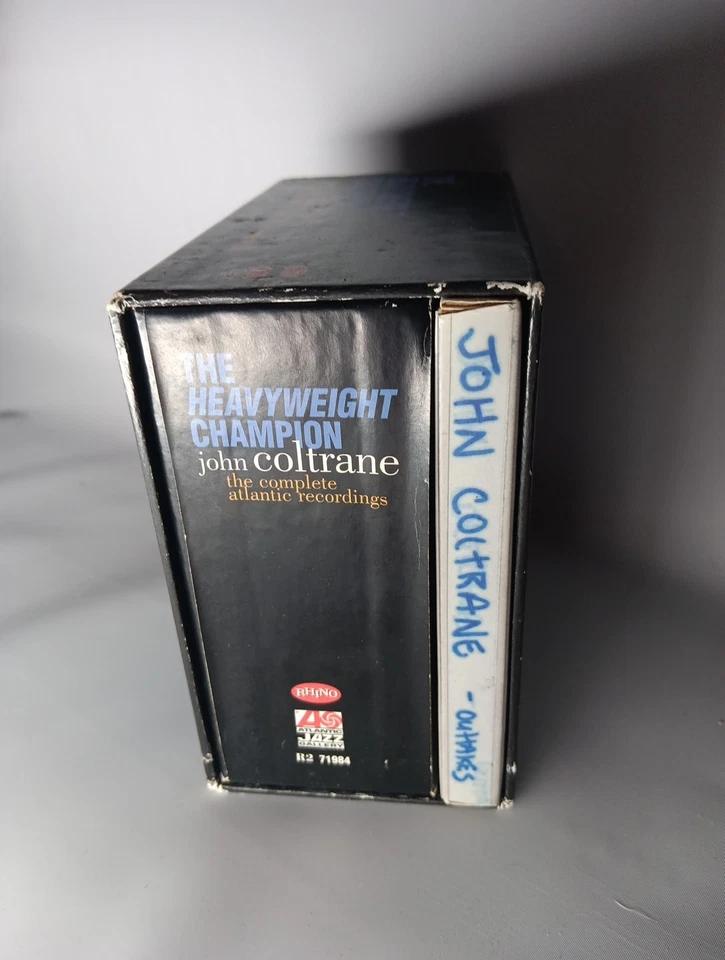 THE
HEAVYWEIGHT
CHAMPION
john coltrane
the complete
atlantic recordings
RHINO
ATLANTIC
JAZZ
GALLERY
R2 71984
JOHN COLTRANE - OUTTAKES